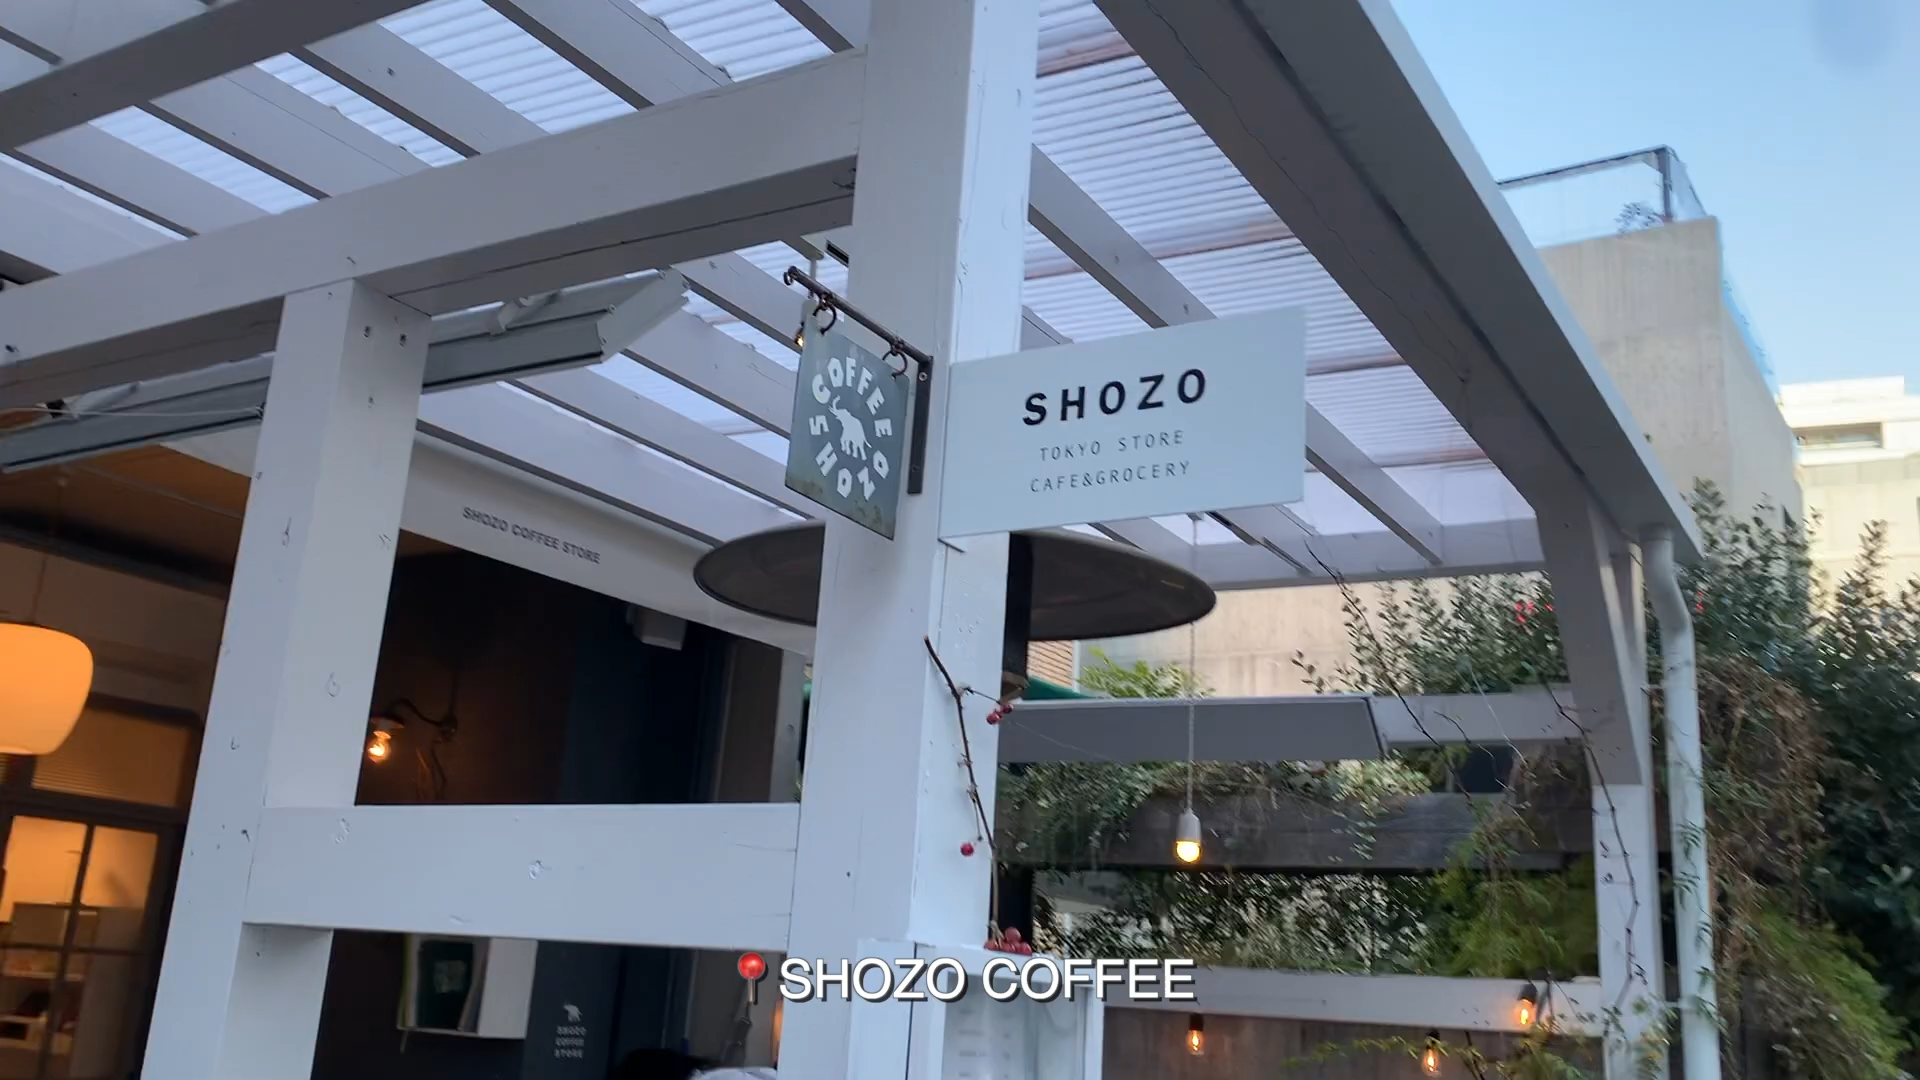 COFFEE
SHOZO
SHOZO
TOKYO STORE
CAFE&GROCERY
SHOZO COFFEE STORE
📍SHOZO COFFEE
SHOZO
COFFEE
STORE